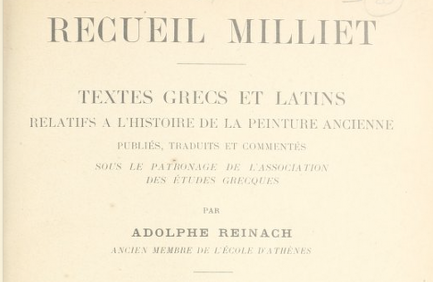 RECUEIL MILLIET
TEXTES GRECS ET LATINS
RELATIFS A L'HISTOIRE DE LA PEINTURE ANCIENNE
PUBLIÉS, TRADUITS ET COMMENTÉS
SOUS LE PATRONAGE DE L'ASSOCIATION
DES ÉTUDES GRECQUES
PAR
ADOLPHE REINACH
ANCIEN MEMBRE DE L'ÉCOLE D'ATHÈNES